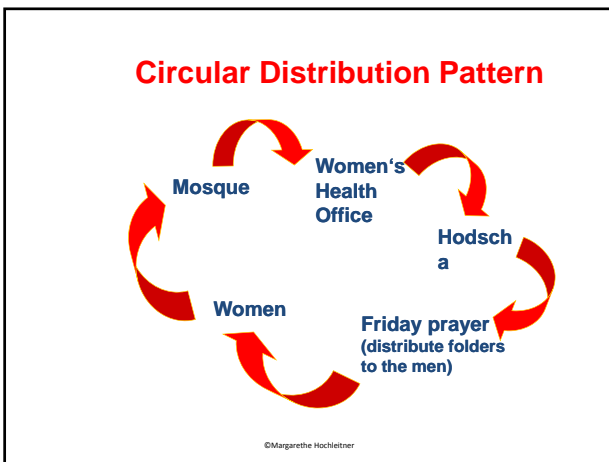 Circular Distribution Pattern
Mosque
Women‘s
Health
Office
Hodsch
a
Friday prayer
(distribute folders
to the men)
Women
©Margarethe Hochleitner